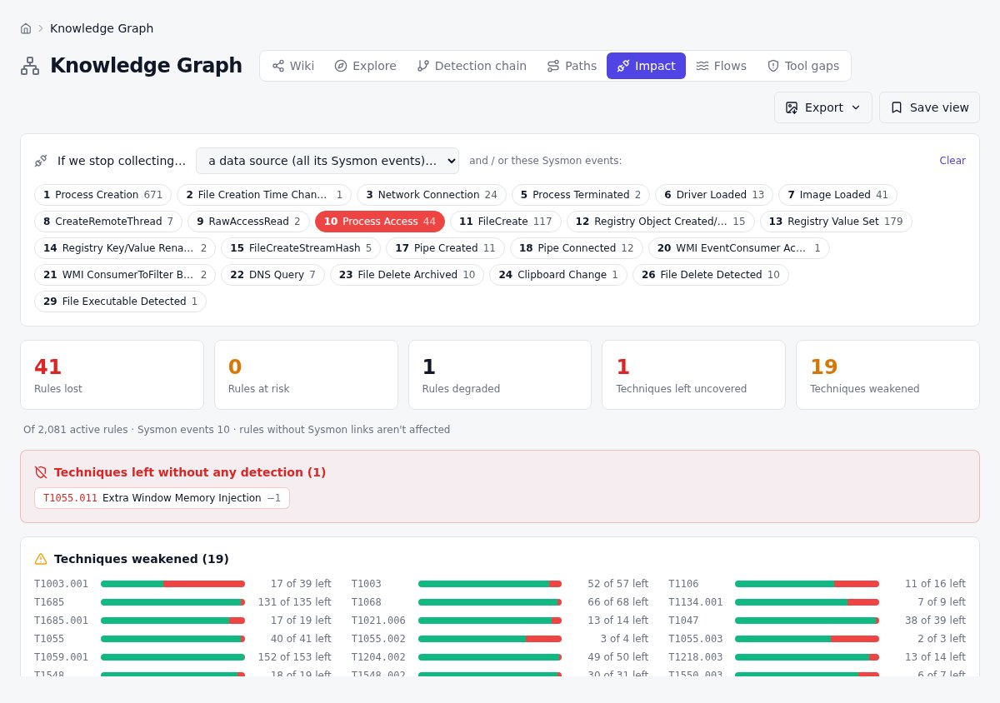 Knowledge Graph
Knowledge Graph
Wiki Explore Detection chain Paths Impact Flows Tool gaps
Export Save view
If we stop collecting… a data source (all its Sysmon events)… and / or these Sysmon events: Clear
1 Process Creation 671 2 File Creation Time Chan… 1 3 Network Connection 24 5 Process Terminated 2 6 Driver Loaded 13 7 Image Loaded 41
8 CreateRemoteThread 7 9 RawAccessRead 2 10 Process Access 44 11 FileCreate 117 12 Registry Object Created/… 15 13 Registry Value Set 179
14 Registry Key/Value Rena… 2 15 FileCreateStreamHash 5 17 Pipe Created 11 18 Pipe Connected 12 20 WMI EventConsumer Ac… 1
21 WMI ConsumerToFilter B… 2 22 DNS Query 7 23 File Delete Archived 10 24 Clipboard Change 1 26 File Delete Detected 10
29 File Executable Detected 1
41 0 1 1 19
Rules lost Rules at risk Rules degraded Techniques left uncovered Techniques weakened
Of 2,081 active rules · Sysmon events 10 · rules without Sysmon links aren't affected
Techniques left without any detection (1)
T1055.011 Extra Window Memory Injection −1
Techniques weakened (19)
T1003.001 17 of 39 left T1003 52 of 57 left T1106 11 of 16 left
T1685 131 of 135 left T1068 66 of 68 left T1134.001 7 of 9 left
T1685.001 17 of 19 left T1021.006 13 of 14 left T1047 38 of 39 left
T1055 40 of 41 left T1055.002 3 of 4 left T1055.003 2 of 3 left
T1059.001 152 of 153 left T1204.002 49 of 50 left T1218.003 13 of 14 left
T1548 18 of 19 left T1548.002 30 of 31 left T1550.003 6 of 7 left